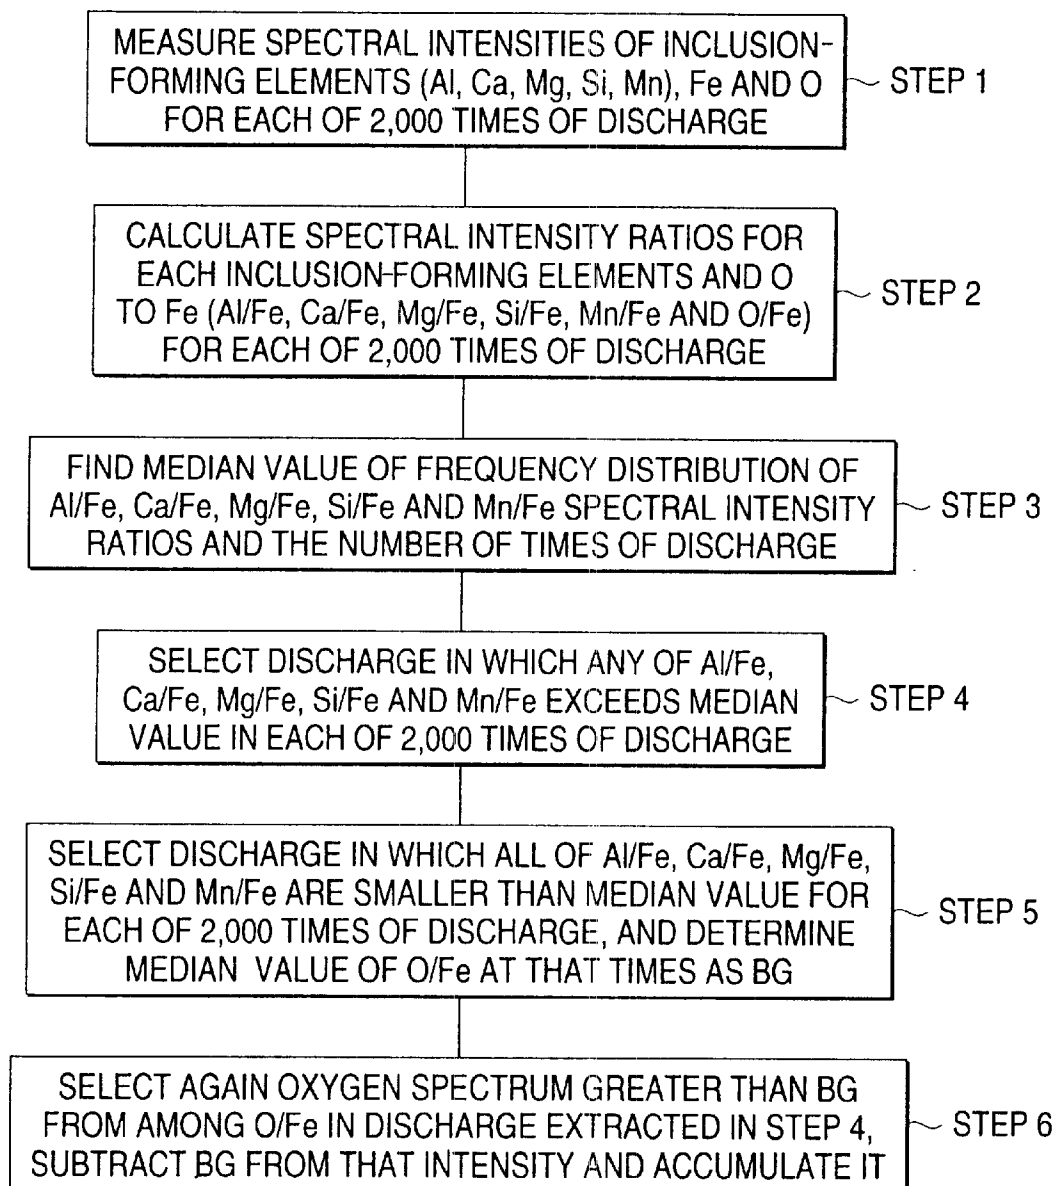 MEASURE SPECTRAL INTENSITIES OF INCLUSION-
FORMING ELEMENTS (Al, Ca, Mg, Si, Mn), Fe AND O
FOR EACH OF 2,000 TIMES OF DISCHARGE
STEP 1
CALCULATE SPECTRAL INTENSITY RATIOS FOR
EACH INCLUSION-FORMING ELEMENTS AND O
TO Fe (Al/Fe, Ca/Fe, Mg/Fe, Si/Fe, Mn/Fe AND O/Fe)
FOR EACH OF 2,000 TIMES OF DISCHARGE
STEP 2
FIND MEDIAN VALUE OF FREQUENCY DISTRIBUTION OF
Al/Fe, Ca/Fe, Mg/Fe, Si/Fe AND Mn/Fe SPECTRAL INTENSITY
RATIOS AND THE NUMBER OF TIMES OF DISCHARGE
STEP 3
SELECT DISCHARGE IN WHICH ANY OF Al/Fe,
Ca/Fe, Mg/Fe, Si/Fe AND Mn/Fe EXCEEDS MEDIAN
VALUE IN EACH OF 2,000 TIMES OF DISCHARGE
STEP 4
SELECT DISCHARGE IN WHICH ALL OF Al/Fe, Ca/Fe, Mg/Fe,
Si/Fe AND Mn/Fe ARE SMALLER THAN MEDIAN VALUE FOR
EACH OF 2,000 TIMES OF DISCHARGE, AND DETERMINE
MEDIAN VALUE OF O/Fe AT THAT TIMES AS BG
STEP 5
SELECT AGAIN OXYGEN SPECTRUM GREATER THAN BG
FROM AMONG O/Fe IN DISCHARGE EXTRACTED IN STEP 4,
SUBTRACT BG FROM THAT INTENSITY AND ACCUMULATE IT
STEP 6